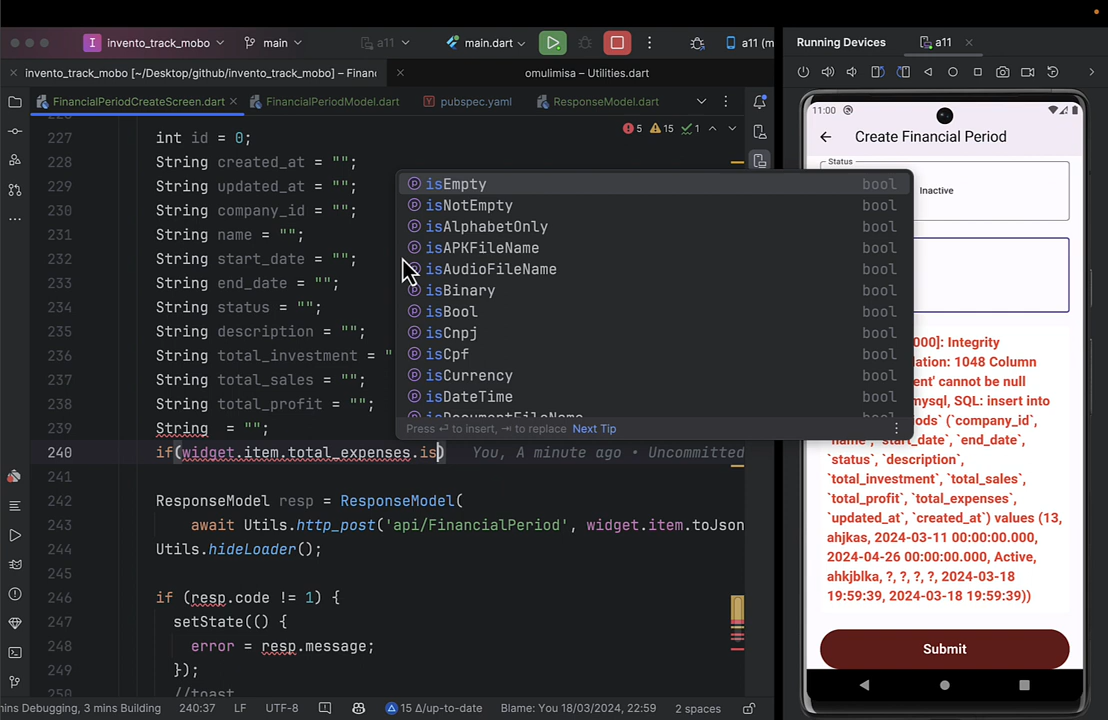 invento_track_mobo
main
a11
main.dart
a11 (m
Running Devices
a11
invento_track_mobo [~/Desktop/github/invento_track_mobo] – Financ
omulimisa – Utilities.dart
FinancialPeriodCreateScreen.dart
FinancialPeriodModel.dart
pubspec.yaml
ResponseModel.dart
5 15 1
227 int id = 0;
228 String created_at = "";
229 String updated_at = "";
230 String company_id = "";
231 String name = "";
232 String start_date = "";
233 String end_date = "";
234 String status = "";
235 String description = "";
236 String total_investment = "
237 String total_sales = "";
238 String total_profit = "";
239 String = "";
240 if(widget.item.total_expenses.is) You, A minute ago • Uncommitted
241
242 ResponseModel resp = ResponseModel(
243 await Utils.http_post('api/FinancialPeriod', widget.item.toJson
244 Utils.hideLoader();
245
246 if (resp.code != 1) {
247 setState(() {
248 error = resp.message;
249 });
250 //toast
isEmpty bool
isNotEmpty bool
isAlphabetOnly bool
isAPKFileName bool
isAudioFileName bool
isBinary bool
isBool bool
isCnpj bool
isCpf bool
isCurrency bool
isDateTime bool
isDocumentFileName bool
Press ↵ to insert, ⇥ to replace Next Tip
11:00
Create Financial Period
Status
Inactive
000]: Integrity
lation: 1048 Column
ent' cannot be null
mysql, SQL: insert into
iods` (`company_id`,
`name`, `start_date`, `end_date`,
`status`, `description`,
`total_investment`, `total_sales`,
`total_profit`, `total_expenses`,
`updated_at`, `created_at`) values (13,
ahjkas, 2024-03-11 00:00:00.000,
2024-04-26 00:00:00.000, Active,
ahkjblka, ?, ?, ?, ?, 2024-03-18
19:59:39, 2024-03-18 19:59:39))
Submit
mins Debugging, 3 mins Building
240:37
LF
UTF-8
15 Δ/up-to-date
Blame: You 18/03/2024, 22:59
2 spaces